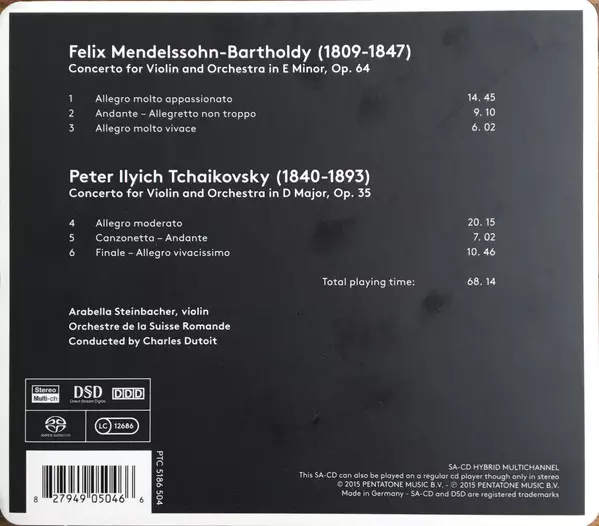 Felix Mendelssohn-Bartholdy (1809-1847)
Concerto for Violin and Orchestra in E Minor, Op. 64
1 Allegro molto appassionato 14. 45
2 Andante – Allegretto non troppo 9. 10
3 Allegro molto vivace 6. 02
Peter Ilyich Tchaikovsky (1840-1893)
Concerto for Violin and Orchestra in D Major, Op. 35
4 Allegro moderato 20. 15
5 Canzonetta – Andante 7. 02
6 Finale – Allegro vivacissimo 10. 46
Total playing time: 68. 14
Arabella Steinbacher, violin
Orchestre de la Suisse Romande
Conducted by Charles Dutoit
Stereo
Multi-ch
DSD
Direct Stream Digital
DDD
SUPER AUDIO CD
LC 12686
PTC 5186 504
8 27949 05046 6
SA-CD HYBRID MULTICHANNEL
This SA-CD can also be played on a regular cd player though only in stereo
© 2015 PENTATONE MUSIC B.V. - ℗ 2015 PENTATONE MUSIC B.V.
Made in Germany - SA-CD and DSD are registered trademarks